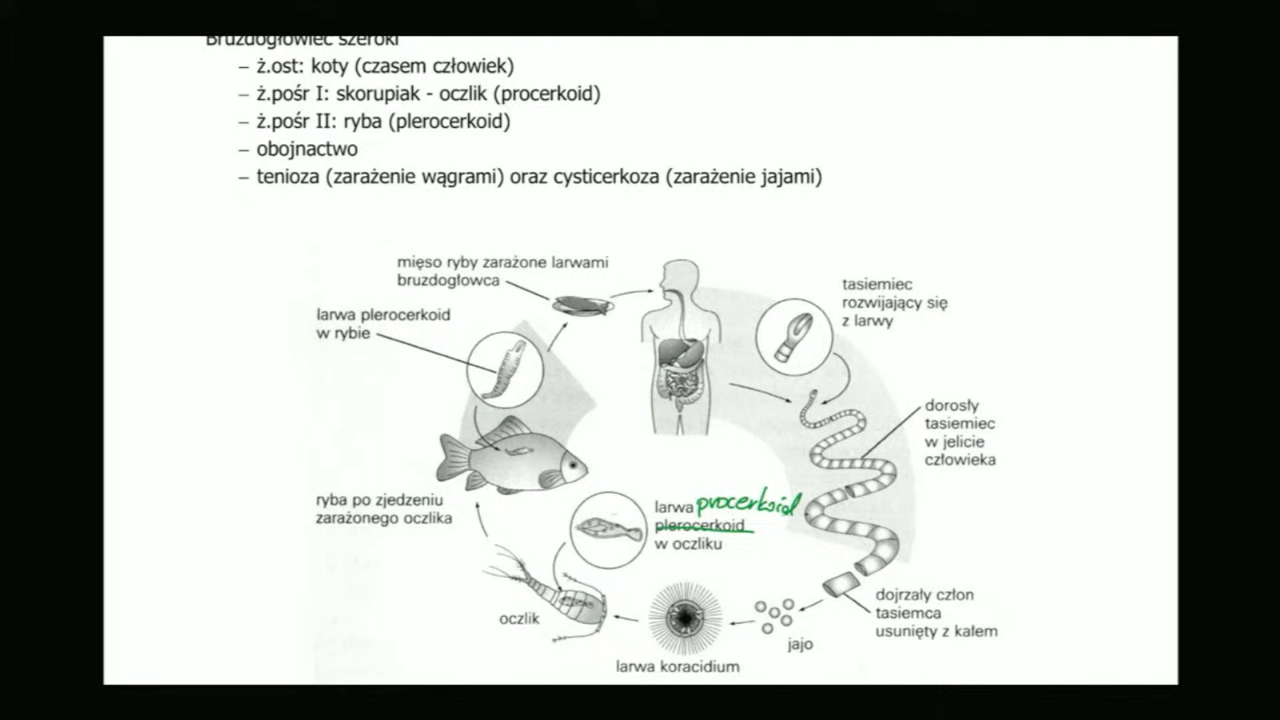 Bruzdogłowiec szeroki
– ż.ost: koty (czasem człowiek)
– ż.pośr I: skorupiak - oczlik (procerkoid)
– ż.pośr II: ryba (plerocerkoid)
– obojnactwo
– tenioza (zarażenie wągrami) oraz cysticerkoza (zarażenie jajami)
mięso ryby zarażone larwami
bruzdogłowca
larwa plerocerkoid
w rybie
tasiemiec
rozwijający się
z larwy
dorosły
tasiemiec
w jelicie
człowieka
ryba po zjedzeniu
zarażonego oczlika
larwa procerkoid
plerocerkoid
w oczliku
oczlik
larwa koracidium
jajo
dojrzały człon
tasiemca
usunięty z kałem